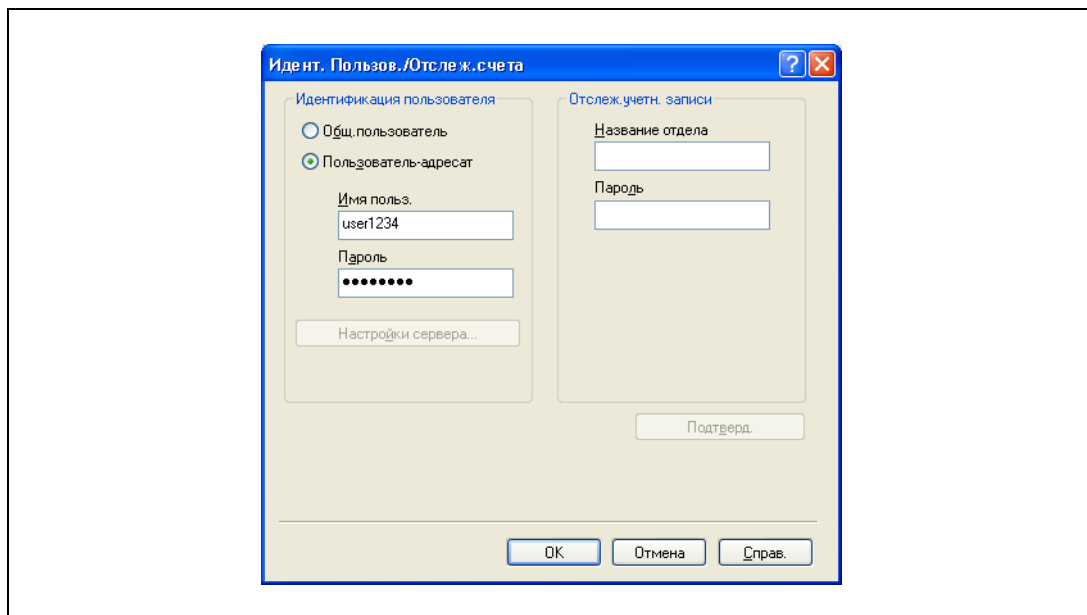 Идент. Пользов./Отслеж.счета
Идентификация пользователя
Общ.пользователь
Пользователь-адресат
Имя польз.
user1234
Пароль
●●●●●●●●
Настройки сервера...
Отслеж.учетн. записи
Название отдела
Пароль
Подтверд.
OK
Отмена
Справ.